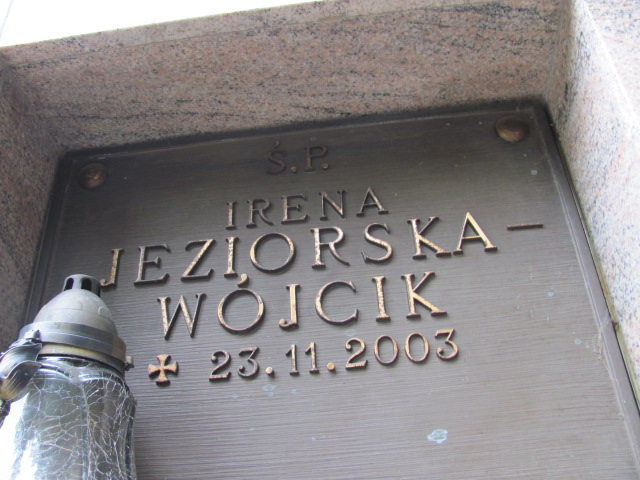 Ś.P.
IRENA
JEZIORSKA-
WÓJCIK
✠ 23.11.2003